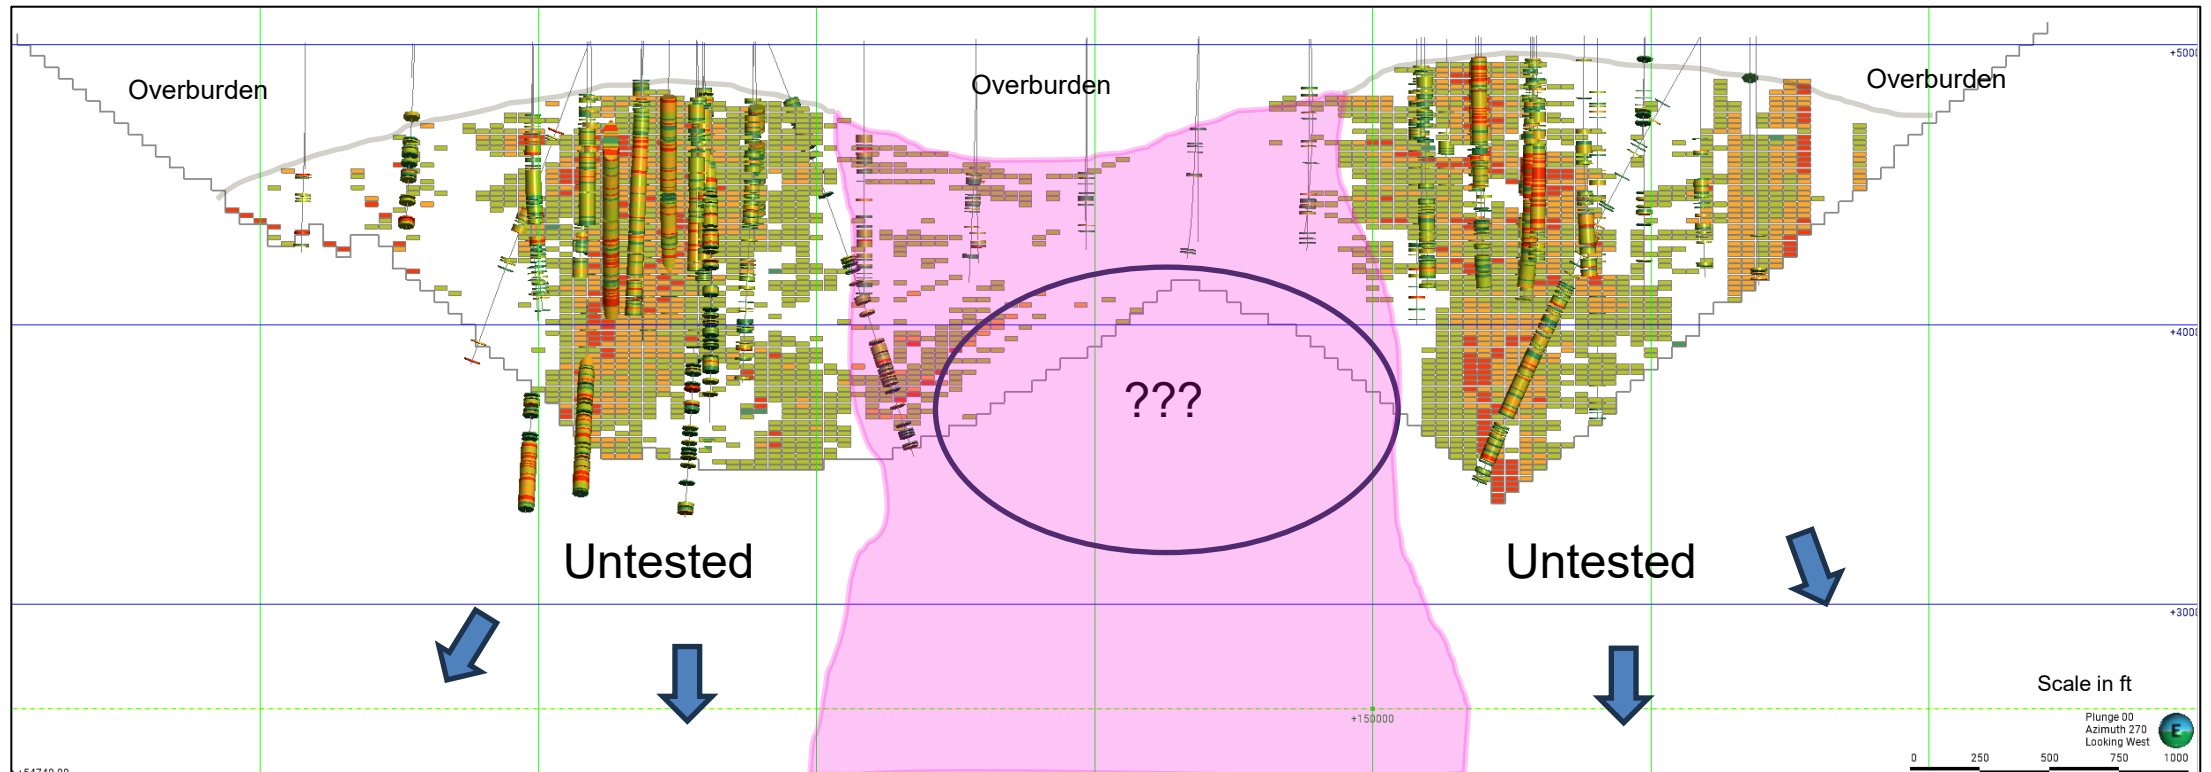 +5000
Overburden
Overburden
Overburden
+4000
???
Untested
Untested
+3000
Scale in ft
+150000
Plunge 00
Azimuth 270
Looking West
E
0 250 500 750 1000